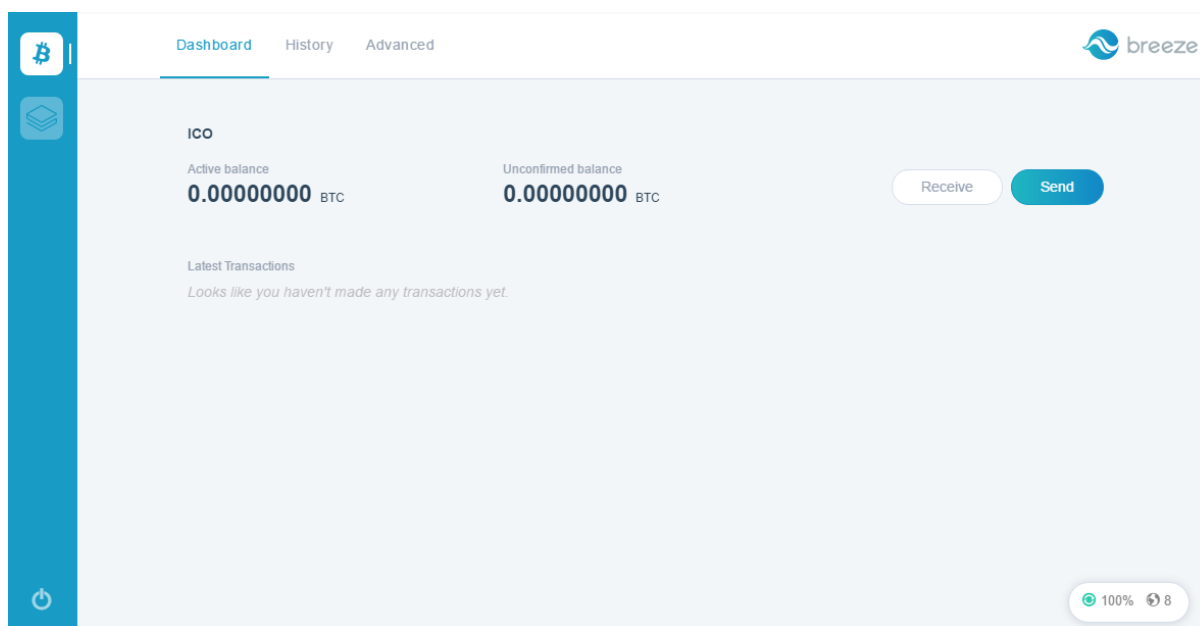 Dashboard History Advanced
breeze
ICO
Active balance Unconfirmed balance
0.00000000 BTC 0.00000000 BTC
Receive Send
Latest Transactions
Looks like you haven't made any transactions yet.
100% 8